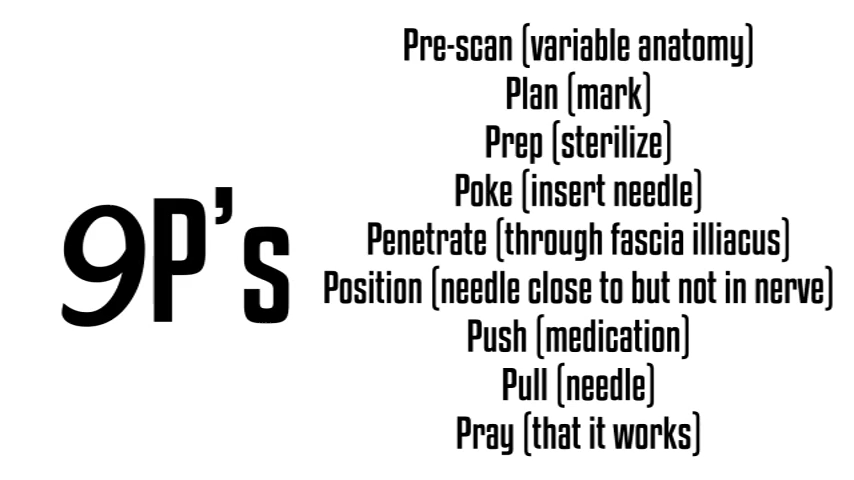 9P's
Pre-scan (variable anatomy)
Plan (mark)
Prep (sterilize)
Poke (insert needle)
Penetrate (through fascia illiacus)
Position (needle close to but not in nerve)
Push (medication)
Pull (needle)
Pray (that it works)